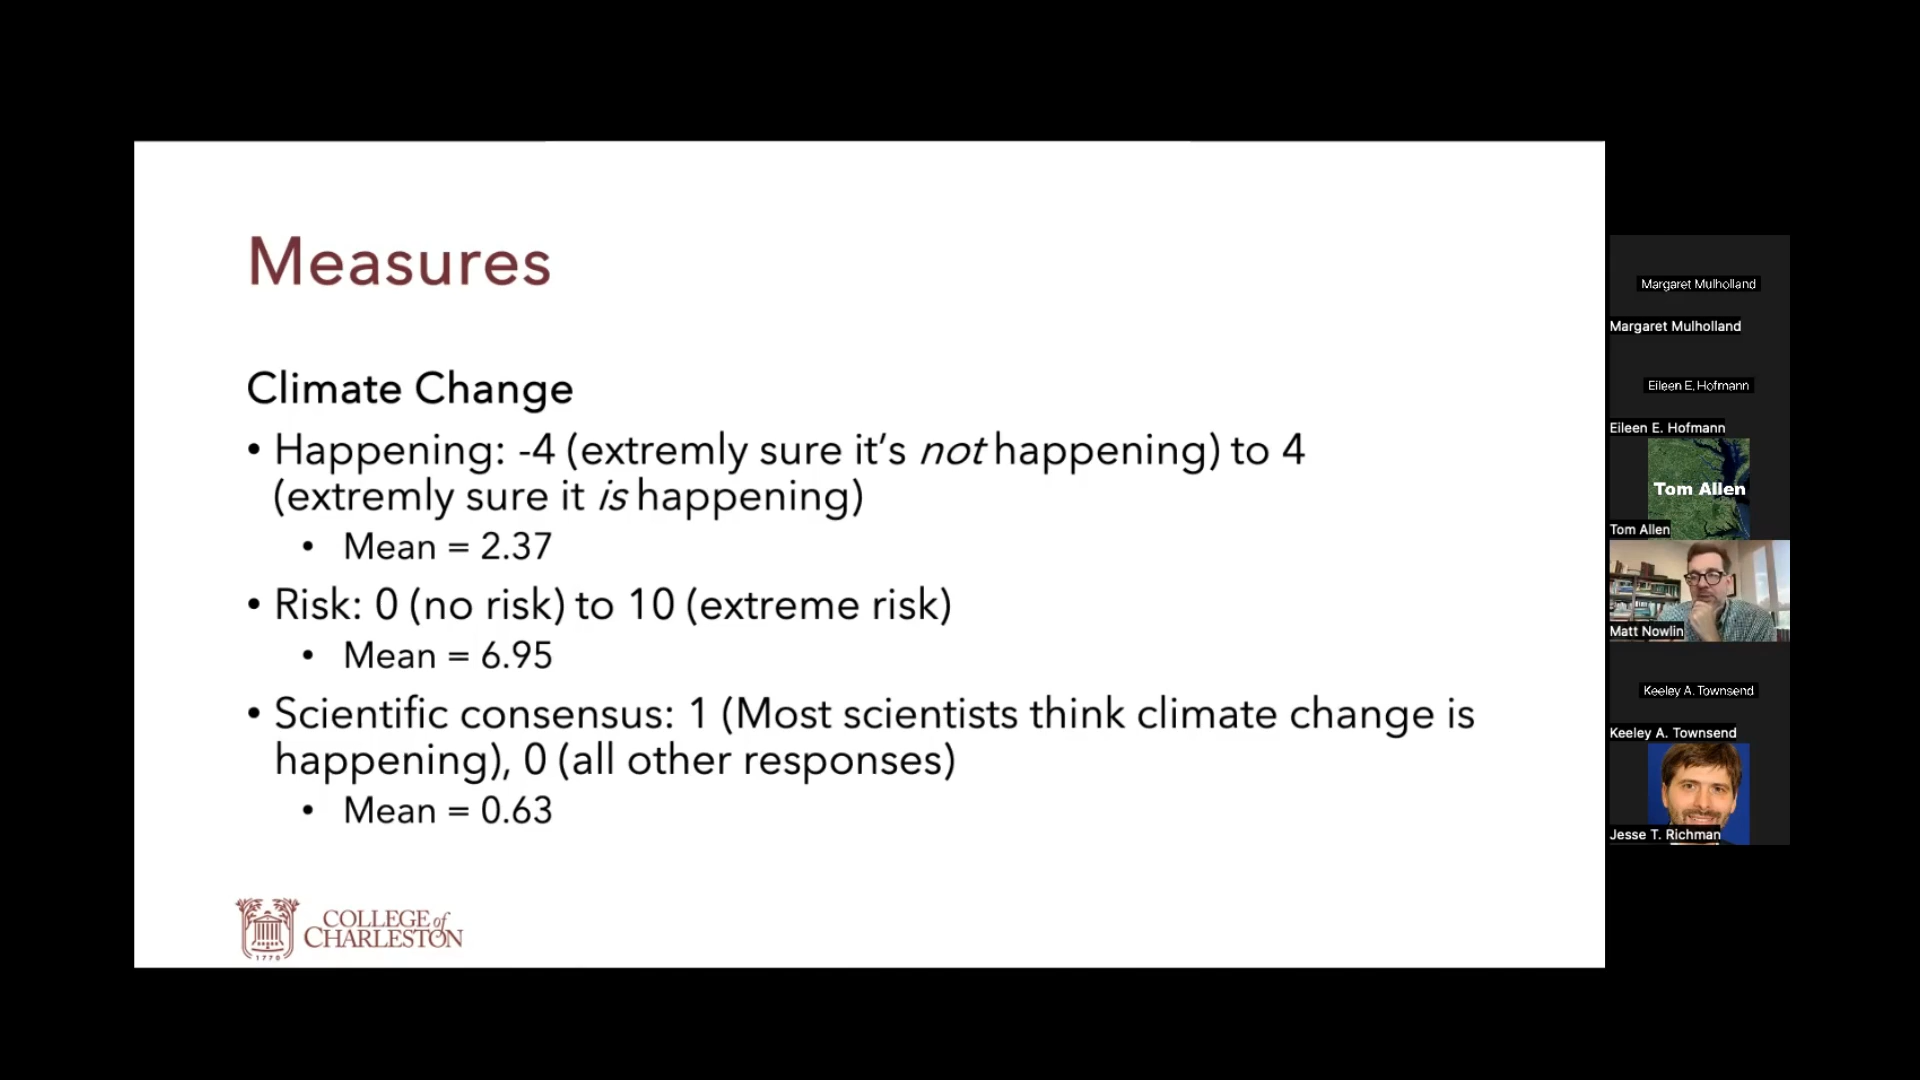 Measures
Climate Change
• Happening: -4 (extremly sure it's not happening) to 4
(extremly sure it is happening)
• Mean = 2.37
• Risk: 0 (no risk) to 10 (extreme risk)
• Mean = 6.95
• Scientific consensus: 1 (Most scientists think climate change is
happening), 0 (all other responses)
• Mean = 0.63
COLLEGE of
CHARLESTON
1770
Margaret Mulholland
Margaret Mulholland
Eileen E. Hofmann
Eileen E. Hofmann
Tom Allen
Tom Allen
Matt Nowlin
Keeley A. Townsend
Keeley A. Townsend
Jesse T. Richman